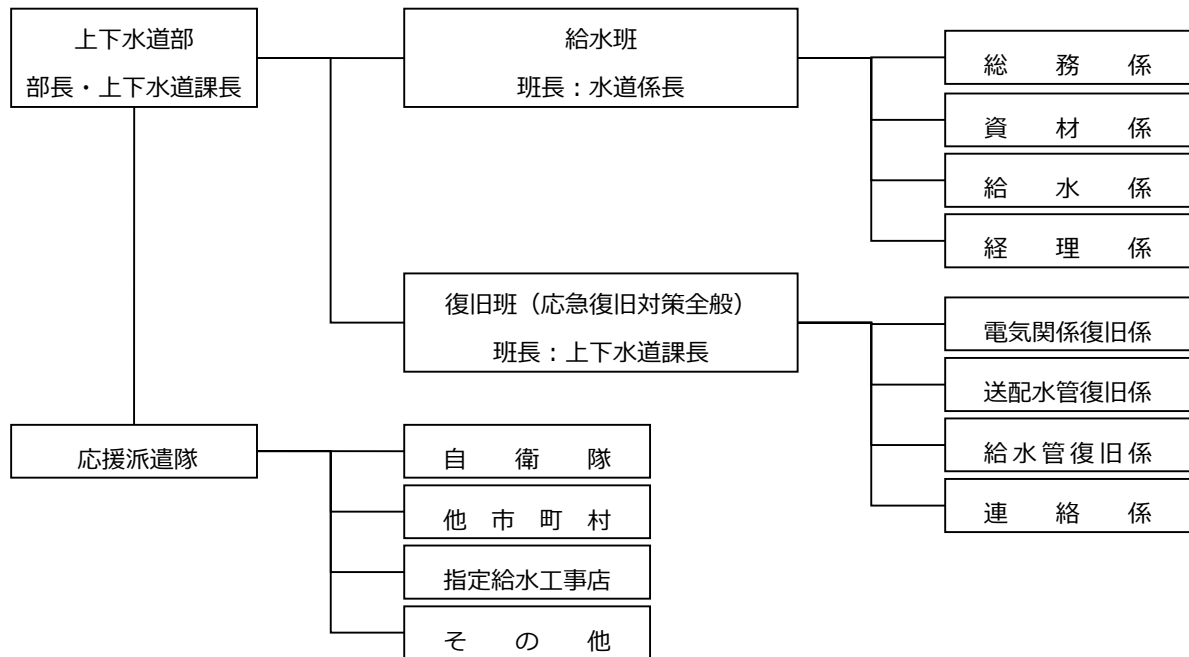 上下水道部
部長・上下水道課長
給水班
班長：水道係長
総務係
資材係
給水係
経理係
復旧班（応急復旧対策全般）
班長：上下水道課長
電気関係復旧係
送配水管復旧係
給水管復旧係
連絡係
応援派遣隊
自衛隊
他市町村
指定給水工事店
その他